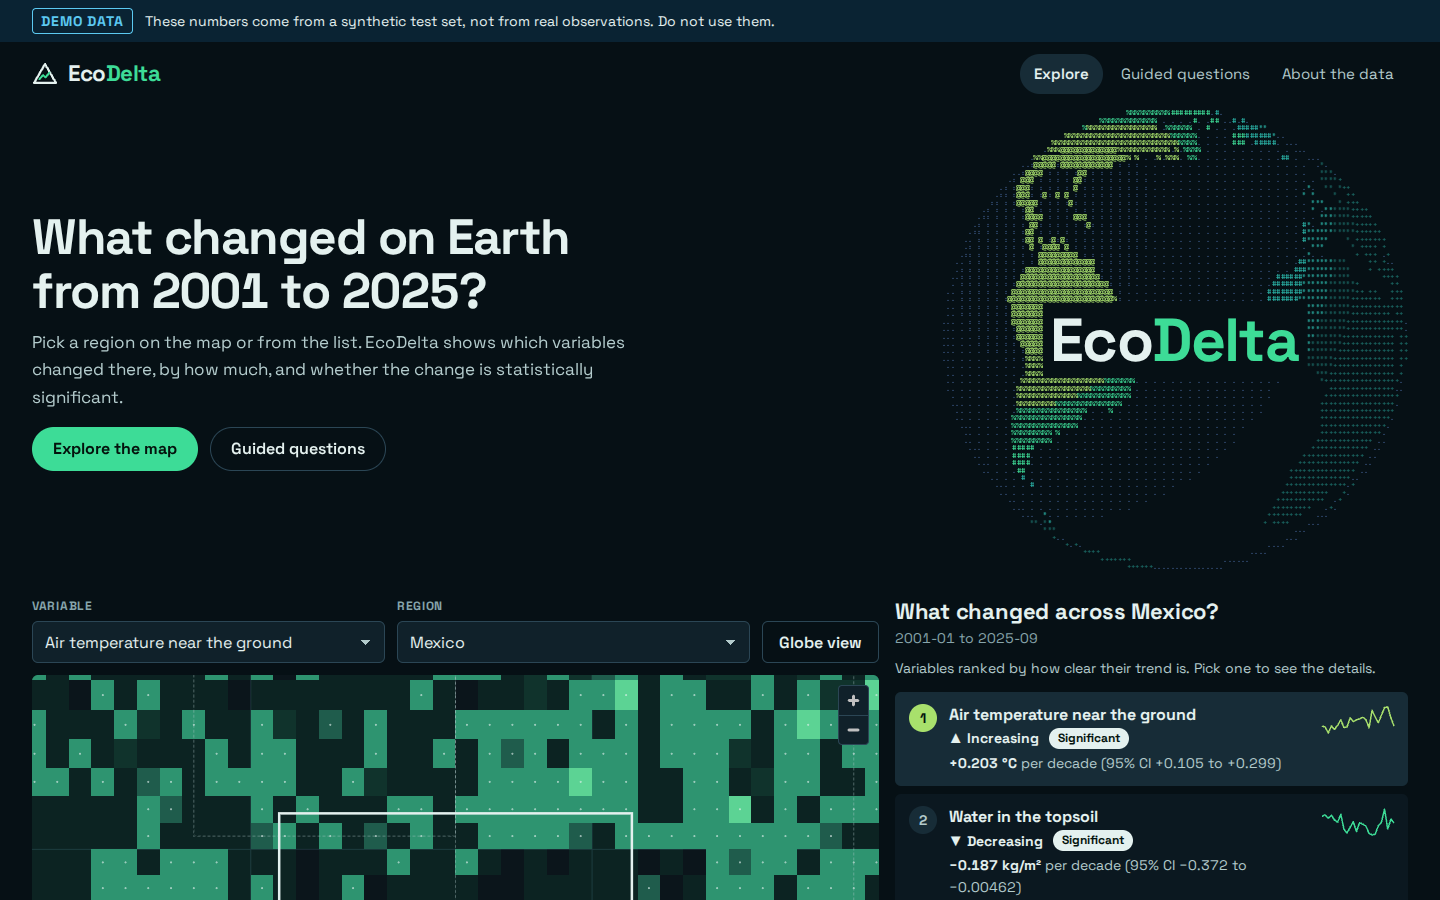 DEMO DATA These numbers come from a synthetic test set, not from real observations. Do not use them.
EcoDelta
Explore Guided questions About the data
What changed on Earth
from 2001 to 2025?
Pick a region on the map or from the list. EcoDelta shows which variables
changed there, by how much, and whether the change is statistically
significant.
Explore the map Guided questions
EcoDelta
VARIABLE
Air temperature near the ground
REGION
Mexico
Globe view
+
−
What changed across Mexico?
2001-01 to 2025-09
Variables ranked by how clear their trend is. Pick one to see the details.
1 Air temperature near the ground
▲ Increasing Significant
+0.203 °C per decade (95% CI +0.105 to +0.299)
2 Water in the topsoil
▼ Decreasing Significant
−0.187 kg/m² per decade (95% CI −0.372 to
−0.00462)